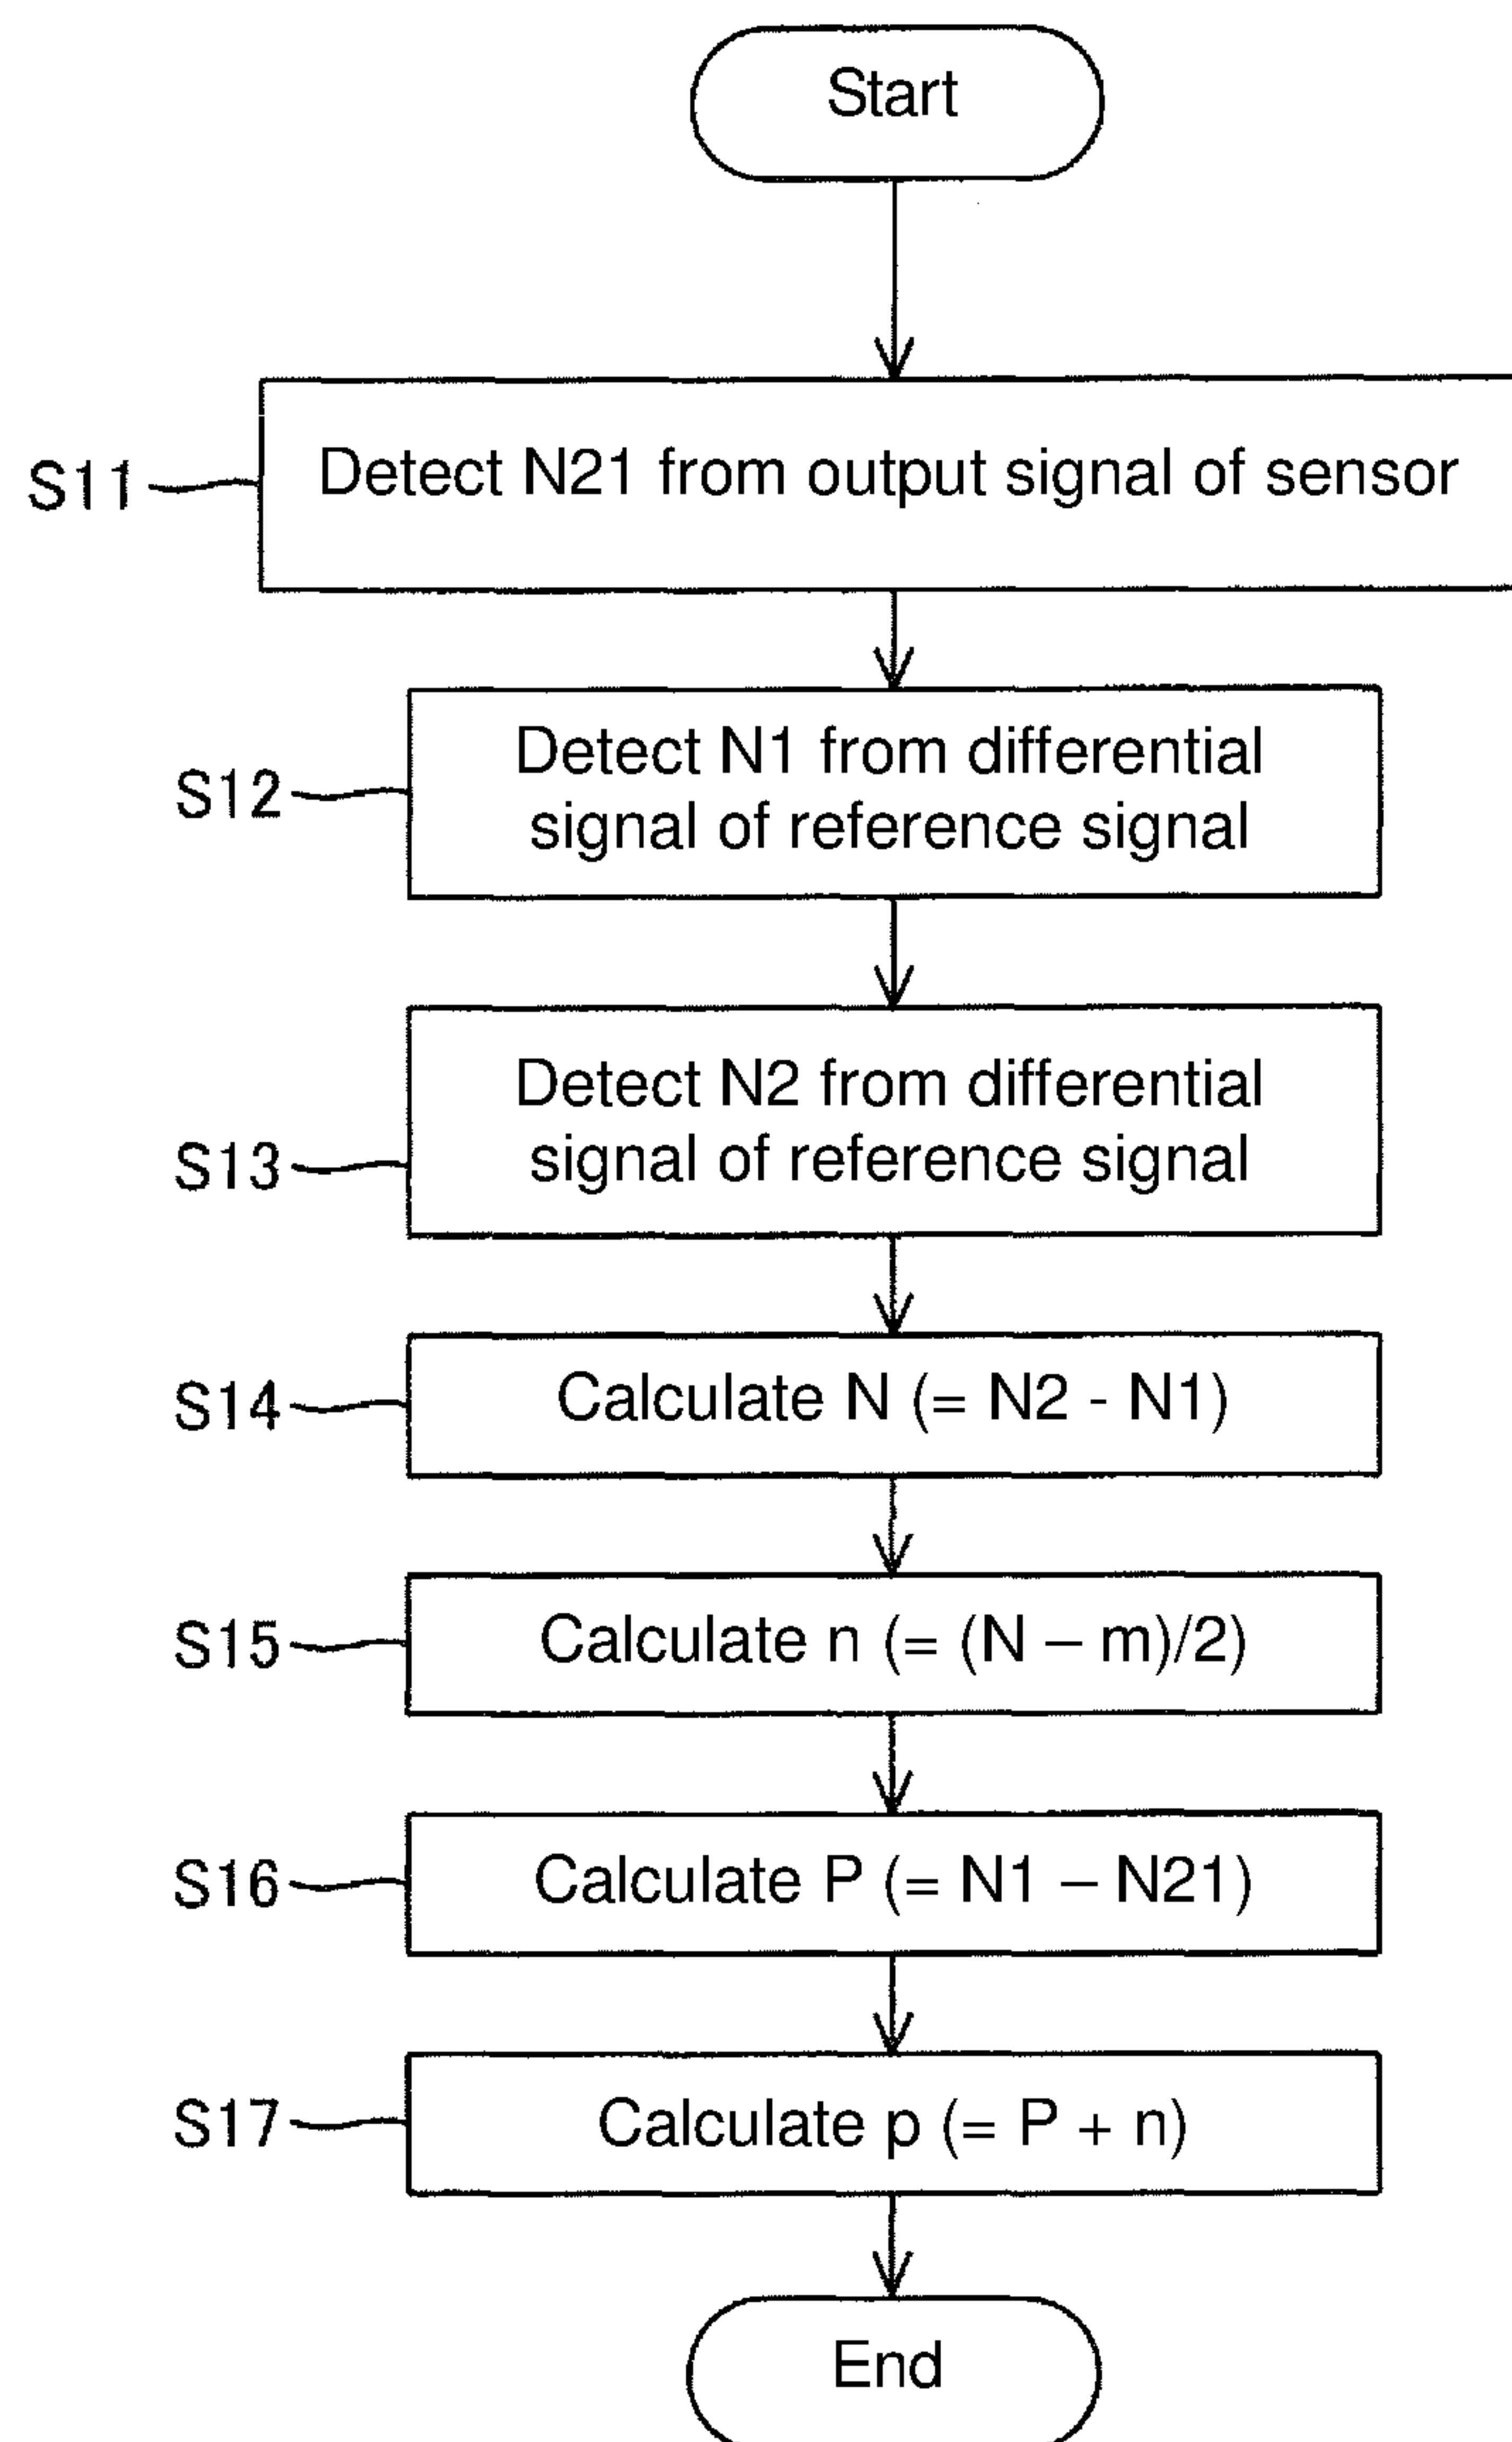 Start
S11
Detect N21 from output signal of sensor
S12
Detect N1 from differential
signal of reference signal
S13
Detect N2 from differential
signal of reference signal
S14
Calculate N (= N2 - N1)
S15
Calculate n (= (N – m)/2)
S16
Calculate P (= N1 – N21)
S17
Calculate p (= P + n)
End